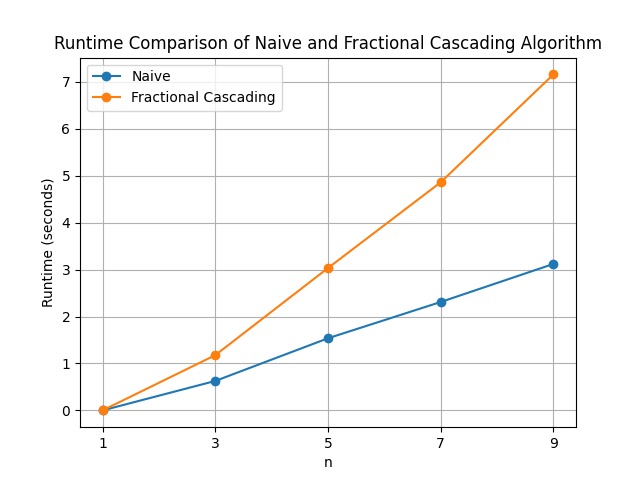 Runtime Comparison of Naive and Fractional Cascading Algorithm
Naive
Fractional Cascading
Runtime (seconds)
7
6
5
4
3
2
1
0
1 3 5 7 9
n